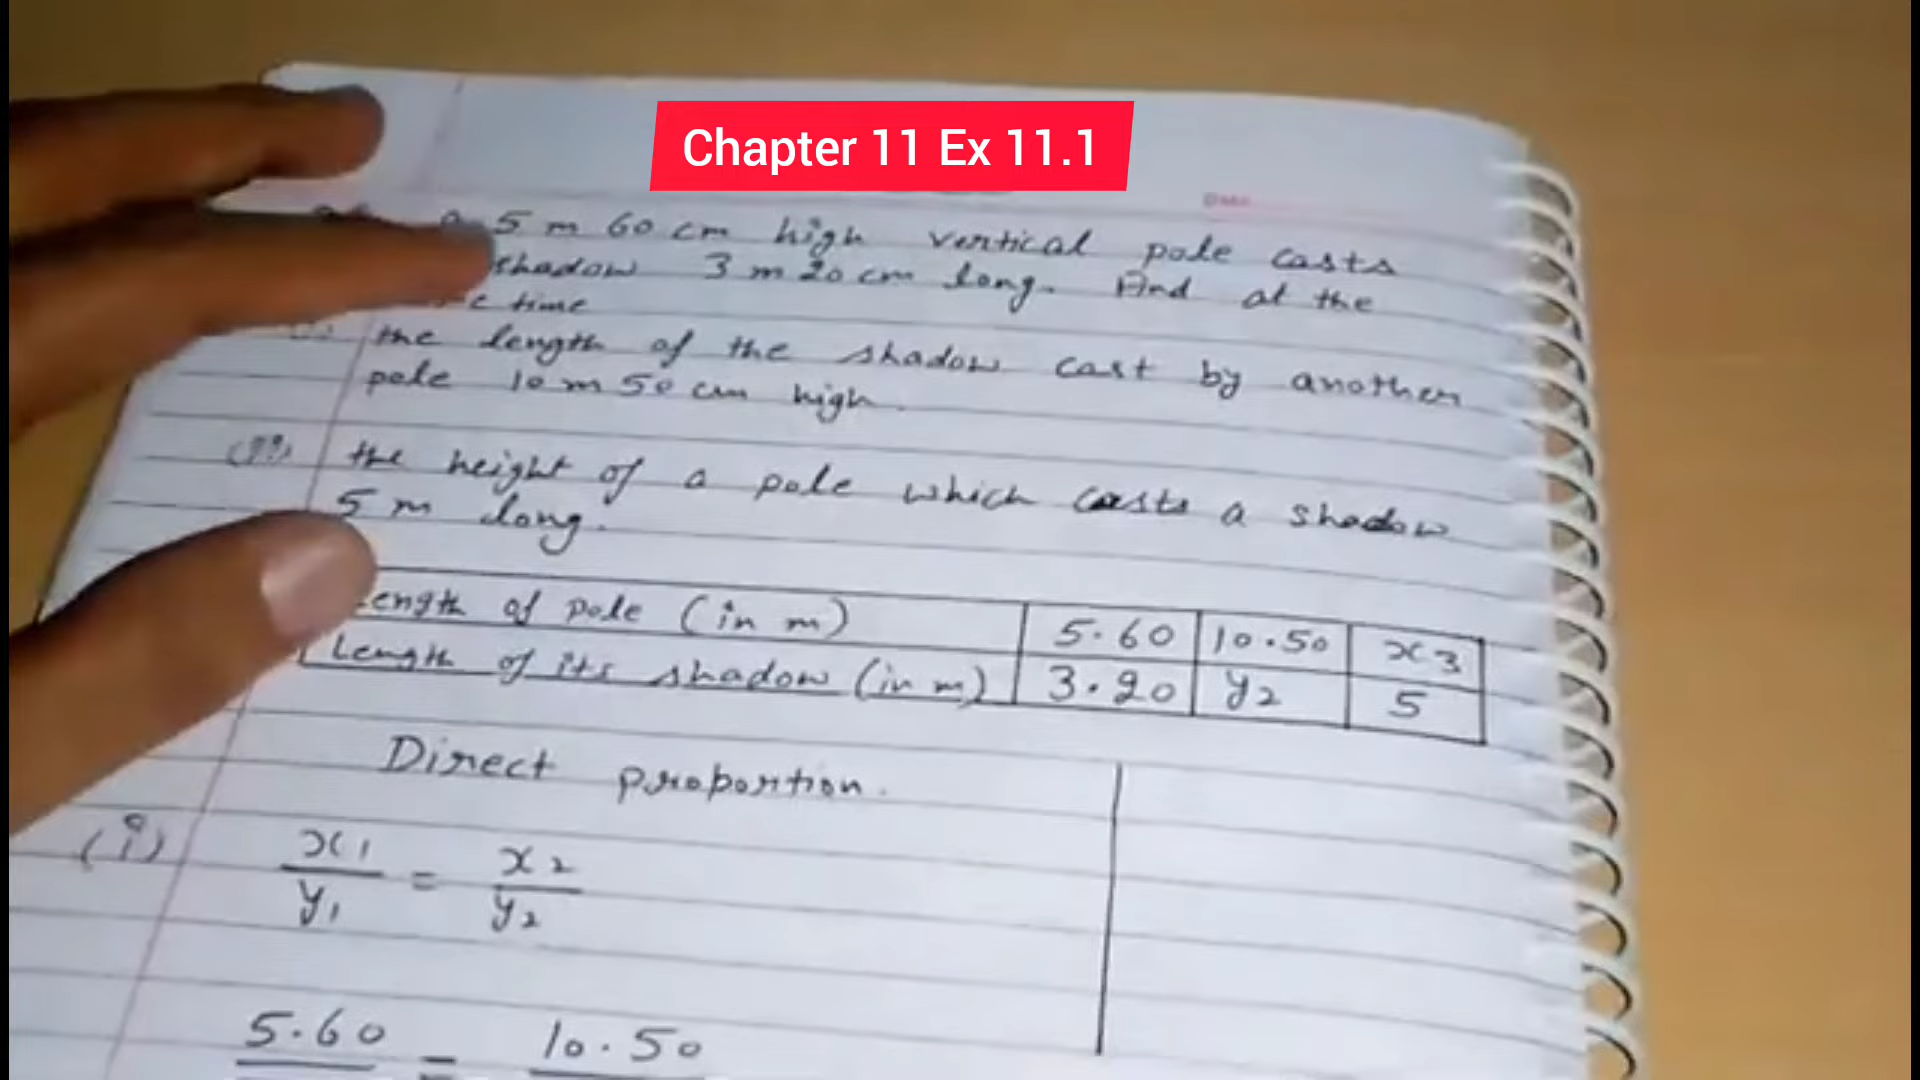 Chapter 11 Ex 11.1
5 m 60 cm high vertical pole casts
shadow 3 m 20 cm long. Find at the
time
the length of the shadow cast by another
pole 10 m 50 cm high.
(ii) the height of a pole which casts a shadow
5 m long.
Length of pole (in m) 5.60 10.50 x3
Length of its shadow (in m) 3.20 y2 5
Direct proportion.
(i) x1/y1 = x2/y2
5.60 = 10.50